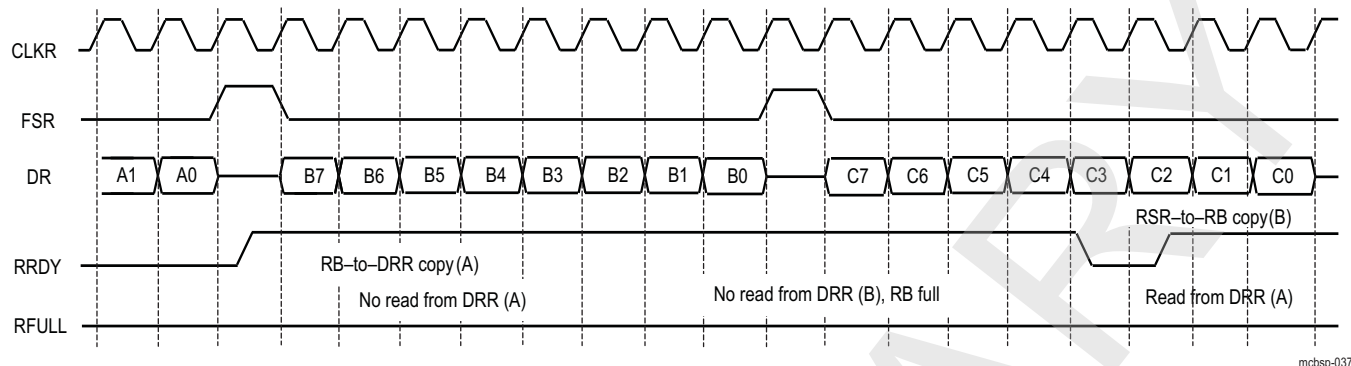 CLKR
FSR
DR A1 A0 B7 B6 B5 B4 B3 B2 B1 B0 C7 C6 C5 C4 C3 C2 C1 C0
RSR–to–RB copy(B)
RRDY RB–to–DRR copy(A)
No read from DRR (A) No read from DRR (B), RB full Read from DRR (A)
RFULL
mcbsp-037